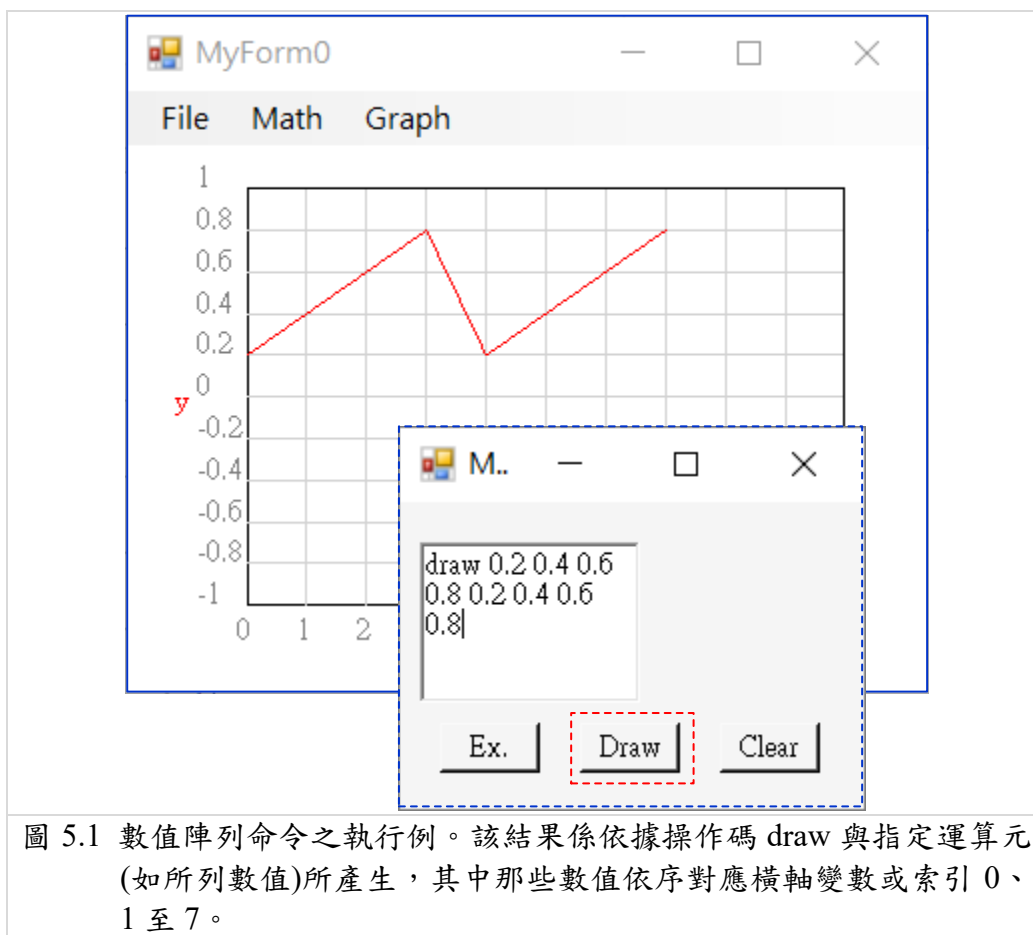 MyForm0
File Math Graph
1
0.8
0.6
0.4
0.2
0
y
-0.2
-0.4
-0.6
-0.8
-1
0 1 2
M..
draw 0.2 0.4 0.6
0.8 0.2 0.4 0.6
0.8
Ex. Draw Clear
圖 5.1 數值陣列命令之執行例。該結果係依據操作碼 draw 與指定運算元
(如所列數值)所產生，其中那些數值依序對應橫軸變數或索引 0、
1 至 7。